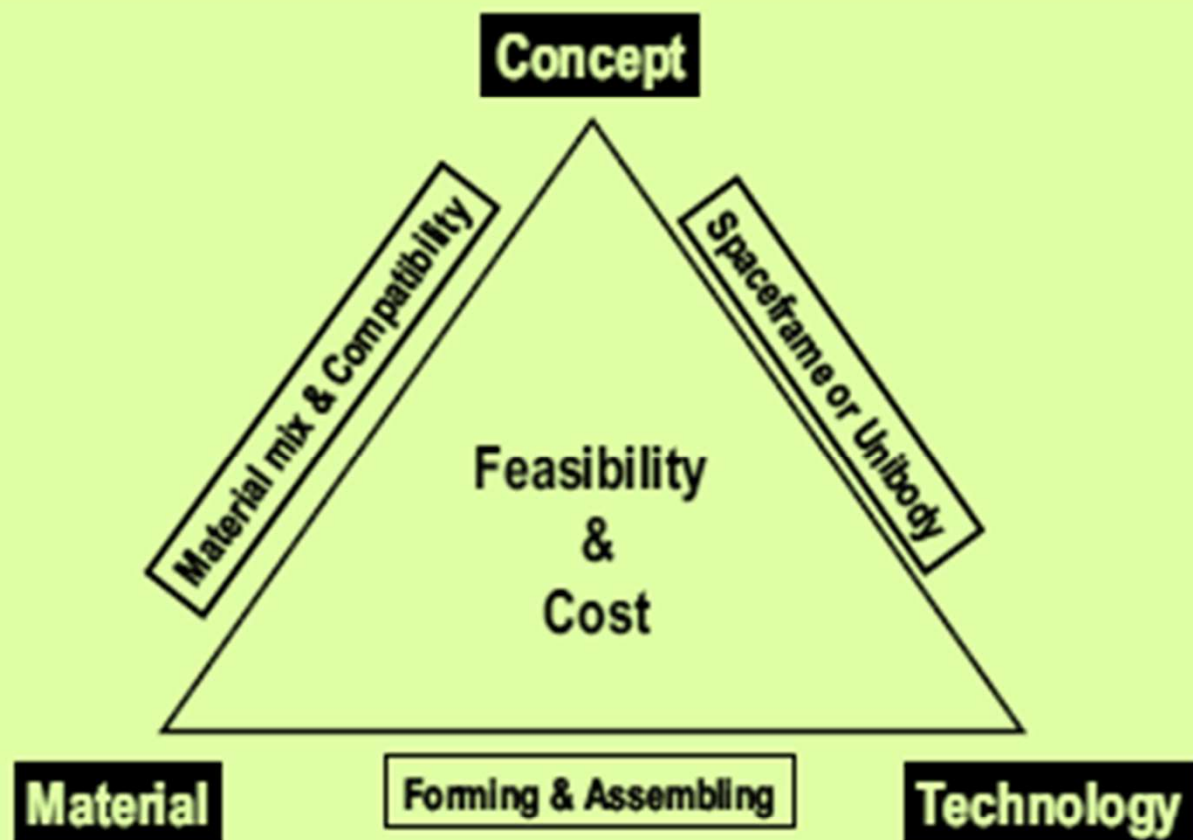 Concept
Material mix & Compatibility
Spaceframe or Unibody
Feasibility
&
Cost
Material
Forming & Assembling
Technology